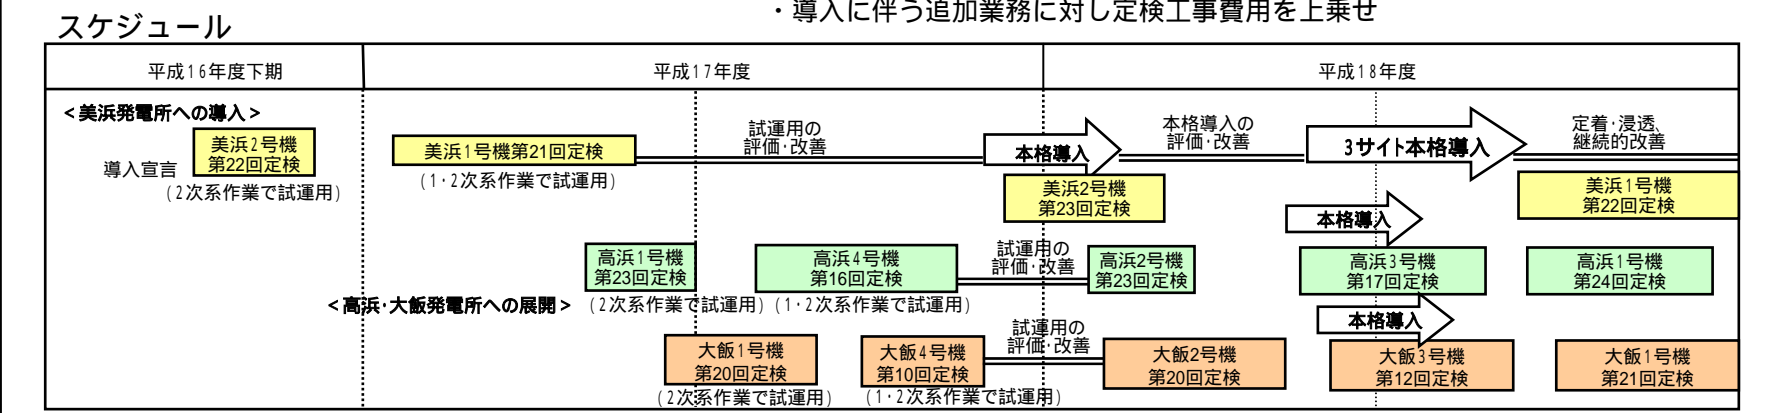 ・導入に伴う追加業務に対し定検工事費用を上乗せ
スケジュール
平成16年度下期
平成17年度
平成18年度
<美浜発電所への導入>
導入宣言
美浜2号機
第22回定検
(2次系作業で試運用)
美浜1号機第21回定検
(1・2次系作業で試運用)
試運用の
評価・改善
本格導入
美浜2号機
第23回定検
本格導入の
評価・改善
3サイト本格導入
定着・浸透、
継続的改善
美浜1号機
第22回定検
本格導入
高浜1号機
第23回定検
高浜4号機
第16回定検
試運用の
評価・改善
高浜2号機
第23回定検
高浜3号機
第17回定検
高浜1号機
第24回定検
<高浜・大飯発電所への展開>
(2次系作業で試運用)
(1・2次系作業で試運用)
本格導入
大飯1号機
第20回定検
大飯4号機
第10回定検
試運用の
評価・改善
大飯2号機
第20回定検
大飯3号機
第12回定検
大飯1号機
第21回定検
(2次系作業で試運用)
(1・2次系作業で試運用)